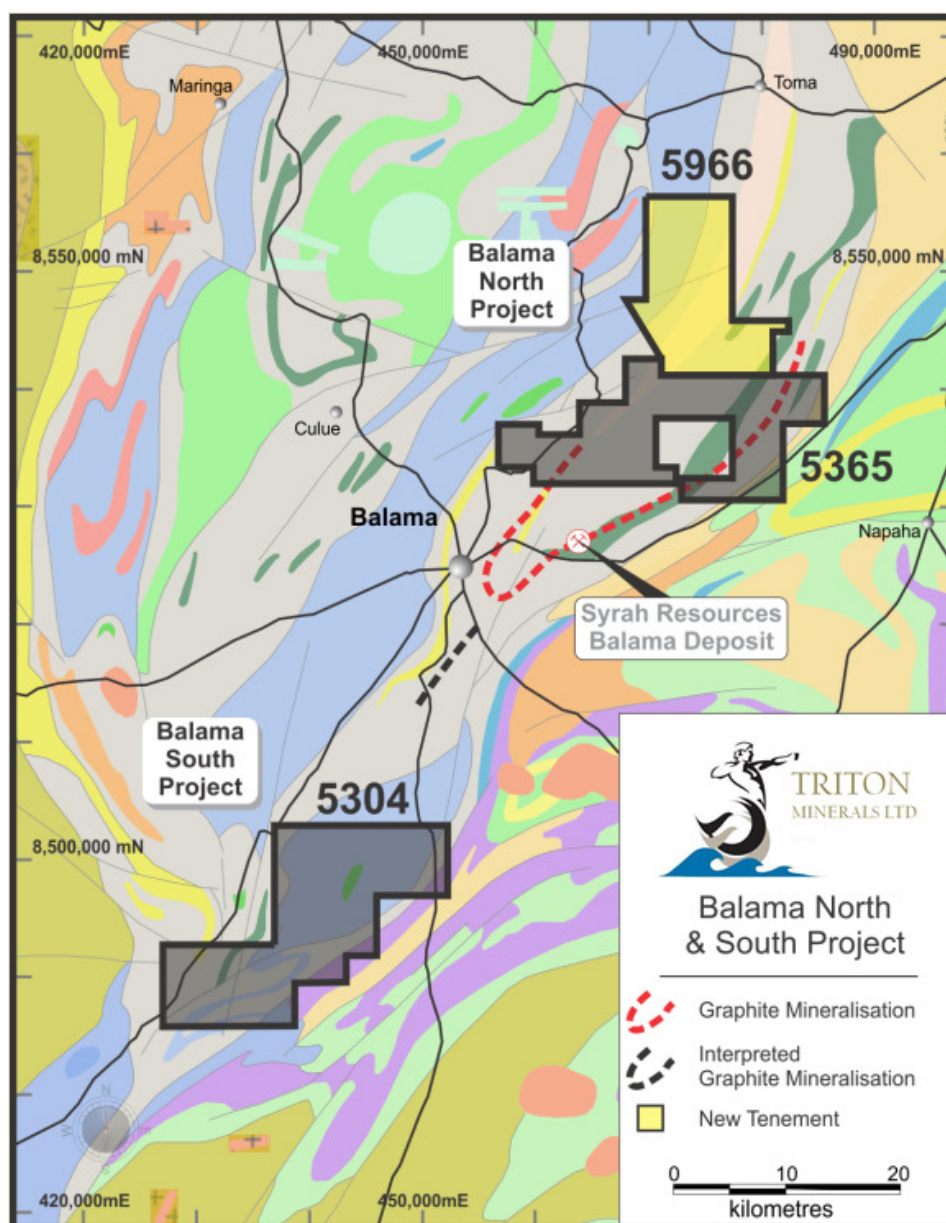 420,000mE
450,000mE
490,000mE
Maringa
Toma
5966
8,550,000 mN
Balama
North
Project
8,550,000 mN
Culue
5365
Balama
Napaha
Syrah Resources
Balama Deposit
Balama
South
Project
5304
8,500,000 mN
TRITON
MINERALS LTD
Balama North
& South Project
Graphite Mineralisation
Interpreted
Graphite Mineralisation
New Tenement
N
W
E
S
0
10
20
kilometres
420,000mE
450,000mE